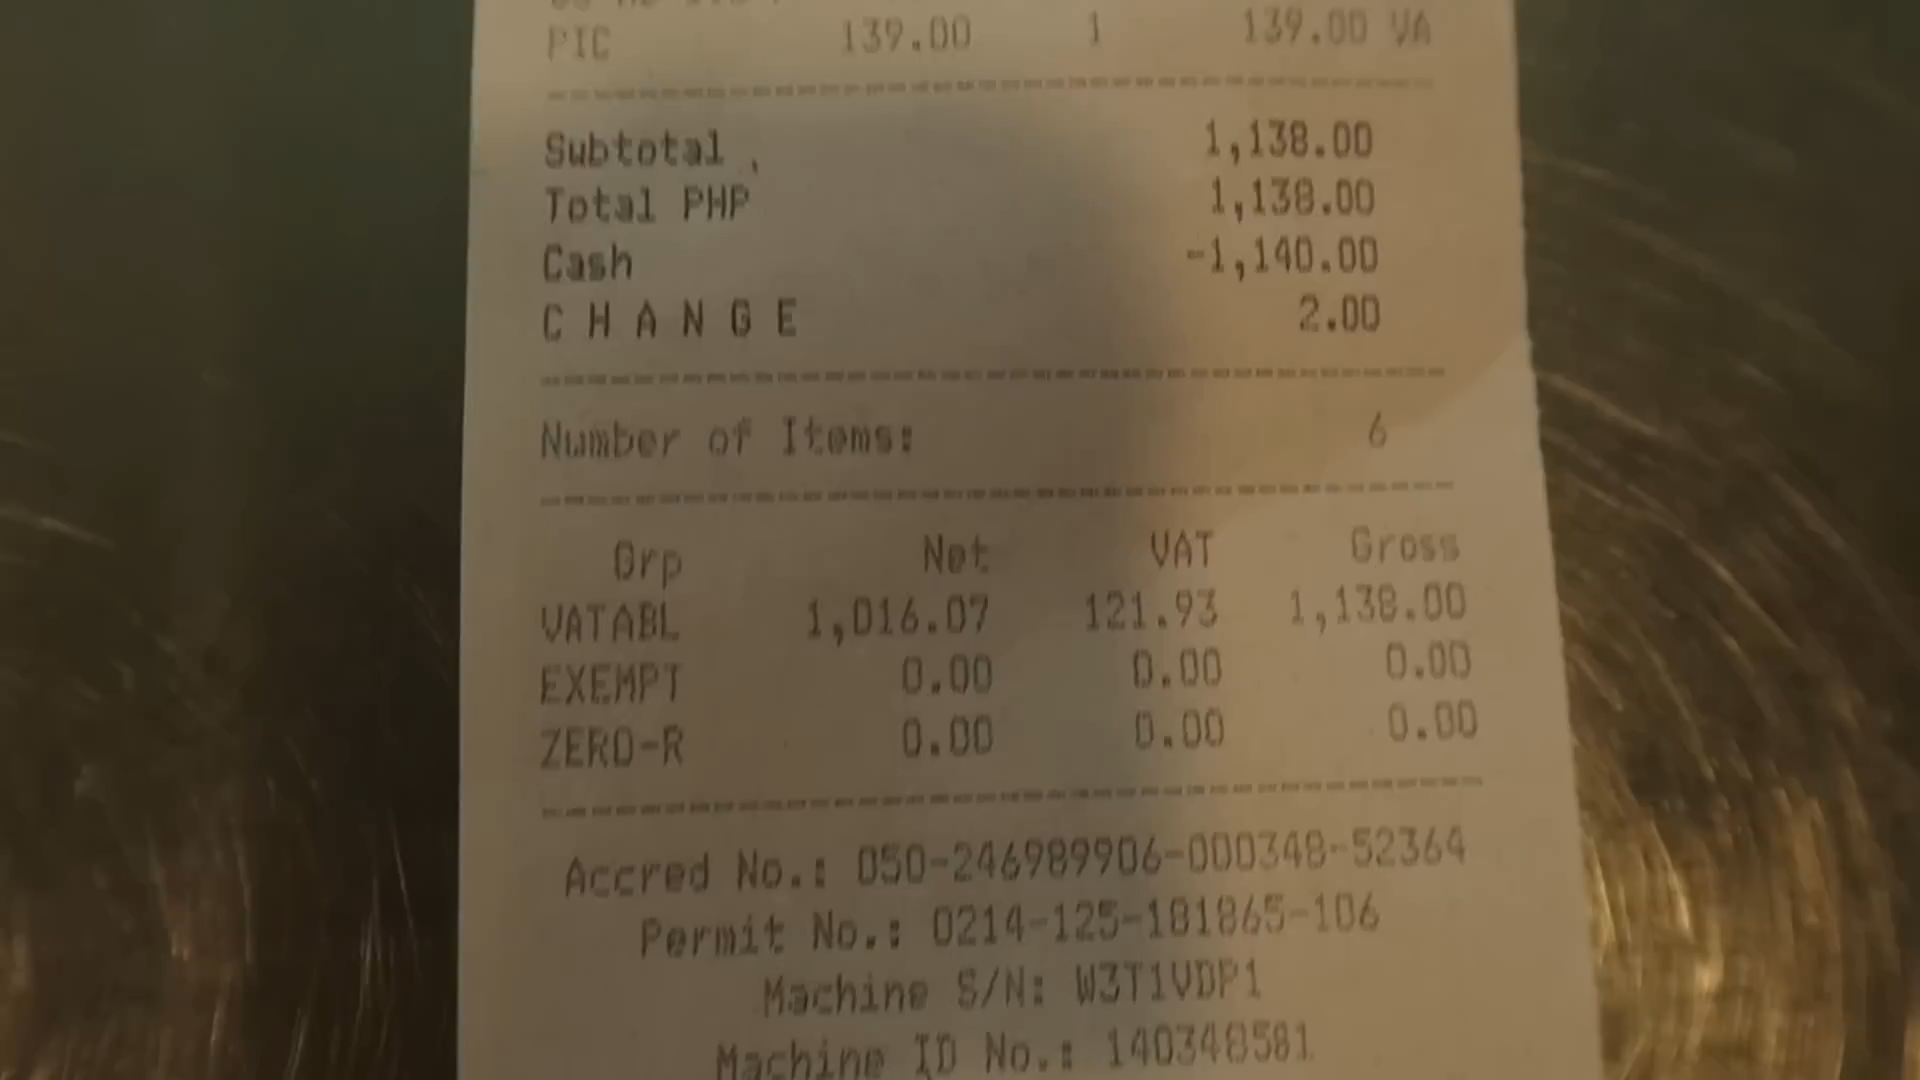 PIC 139.00 1 139.00 VA
Subtotal 1,138.00
Total PHP 1,138.00
Cash -1,140.00
C H A N G E 2.00
Number of Items: 6
Grp Net VAT Gross
VATABL 1,016.07 121.93 1,138.00
EXEMPT 0.00 0.00 0.00
ZERO-R 0.00 0.00 0.00
Accred No.: 050-246989906-000348-52364
Permit No.: 0214-125-181865-106
Machine S/N: W3T1VDP1
Machine ID No.: 140348581